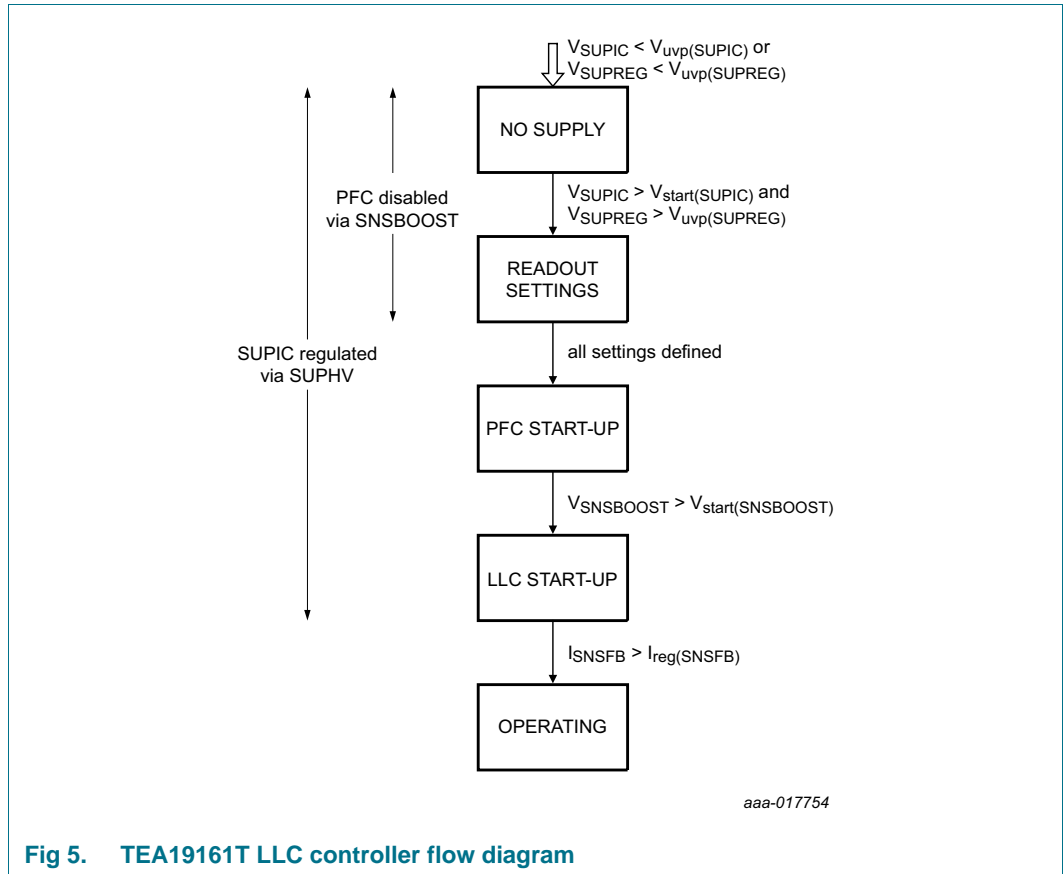 VSUPIC < Vuvp(SUPIC) or
VSUPREG < Vuvp(SUPREG)
NO SUPPLY
PFC disabled
via SNSBOOST
VSUPIC > Vstart(SUPIC) and
VSUPREG > Vuvp(SUPREG)
READOUT
SETTINGS
SUPIC regulated
via SUPHV
all settings defined
PFC START-UP
VSNSBOOST > Vstart(SNSBOOST)
LLC START-UP
ISNSFB > Ireg(SNSFB)
OPERATING
aaa-017754
Fig 5. TEA19161T LLC controller flow diagram